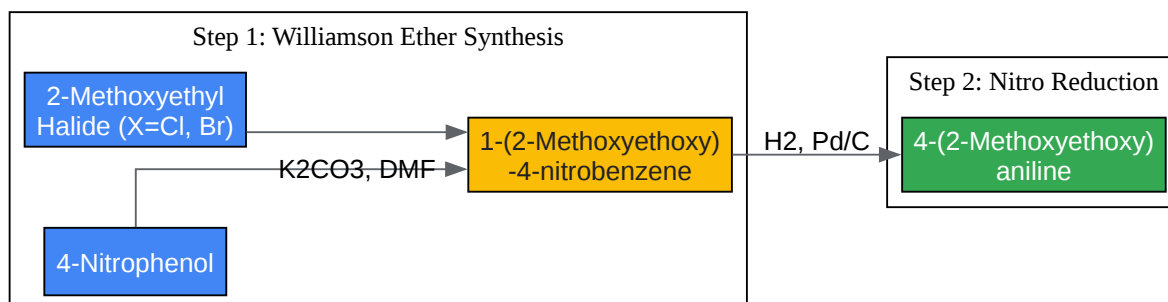 Step 1: Williamson Ether Synthesis
2-Methoxyethyl
Halide (X=Cl, Br)
4-Nitrophenol
K2CO3, DMF
1-(2-Methoxyethoxy)
-4-nitrobenzene
H2, Pd/C
Step 2: Nitro Reduction
4-(2-Methoxyethoxy)
aniline